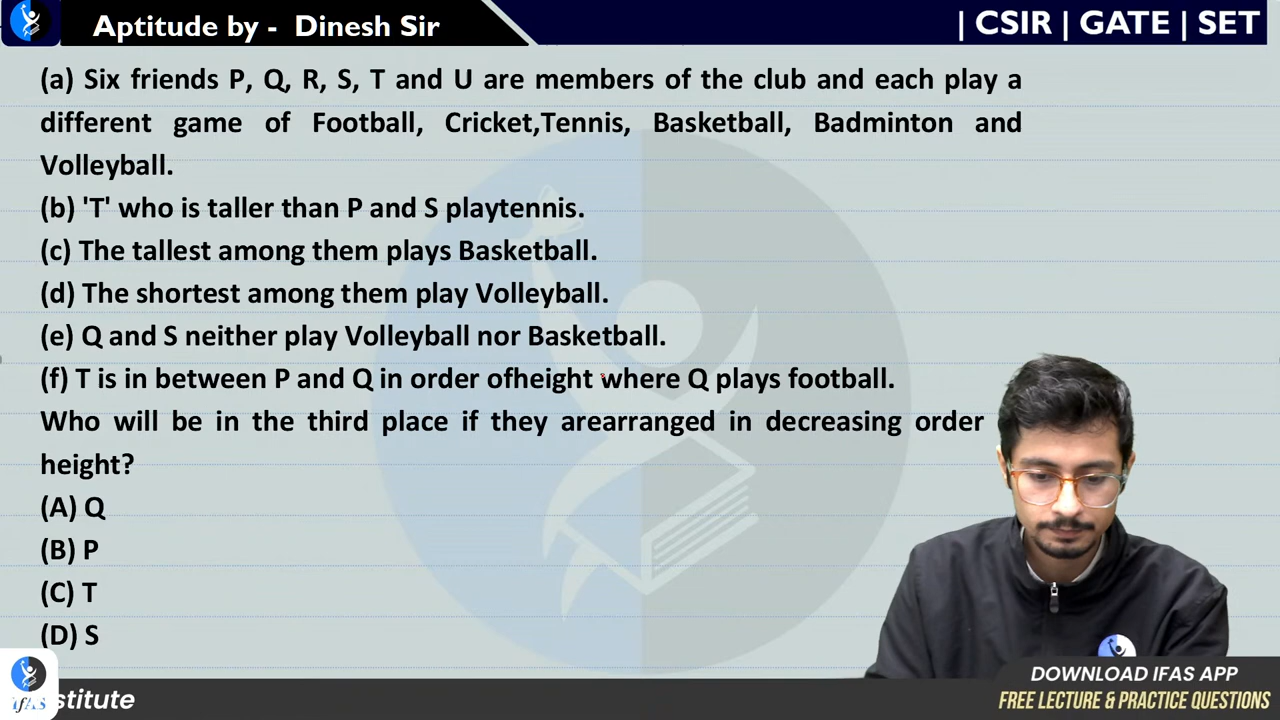 Aptitude by - Dinesh Sir
| CSIR | GATE | SET
(a) Six friends P, Q, R, S, T and U are members of the club and each play a
different game of Football, Cricket,Tennis, Basketball, Badminton and
Volleyball.
(b) 'T' who is taller than P and S playtennis.
(c) The tallest among them plays Basketball.
(d) The shortest among them play Volleyball.
(e) Q and S neither play Volleyball nor Basketball.
(f) T is in between P and Q in order ofheight where Q plays football.
Who will be in the third place if they arearranged in decreasing order
height?
(A) Q
(B) P
(C) T
(D) S
DOWNLOAD IFAS APP
FREE LECTURE & PRACTICE QUESTIONS
ifAS
stitute